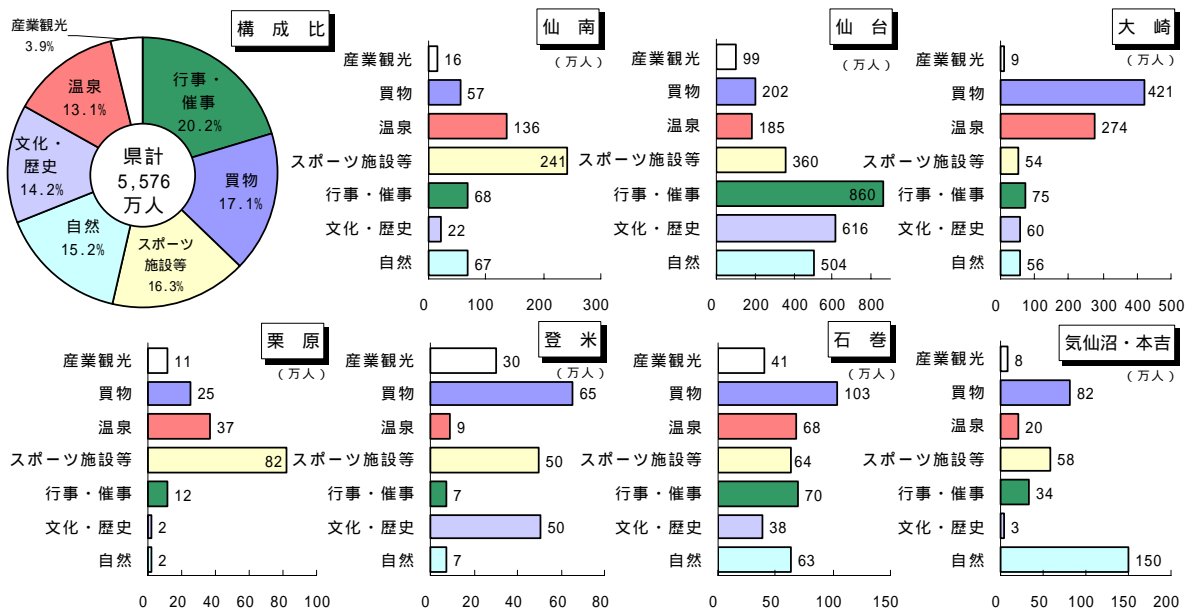 産業観光
3.9%
構 成 比
行事・
催事
20.2%
買物
17.1%
スポーツ
施設等
16.3%
自然
15.2%
文化・
歴史
14.2%
温泉
13.1%
県計
5,576
万人
仙 南
(万人)
産業観光 16
買物 57
温泉 136
スポーツ施設等 241
行事・催事 68
文化・歴史 22
自然 67
0 100 200 300
仙 台
(万人)
産業観光 99
買物 202
温泉 185
スポーツ施設等 360
行事・催事 860
文化・歴史 616
自然 504
0 200 400 600 800
大 崎
(万人)
産業観光 9
買物 421
温泉 274
スポーツ施設等 54
行事・催事 75
文化・歴史 60
自然 56
0 100 200 300 400 500
栗 原
(万人)
産業観光 11
買物 25
温泉 37
スポーツ施設等 82
行事・催事 12
文化・歴史 2
自然 2
0 20 40 60 80 100
登 米
(万人)
産業観光 30
買物 65
温泉 9
スポーツ施設等 50
行事・催事 7
文化・歴史 50
自然 7
0 20 40 60 80
石 巻
(万人)
産業観光 41
買物 103
温泉 68
スポーツ施設等 64
行事・催事 70
文化・歴史 38
自然 63
0 50 100 150
気仙沼・本吉
(万人)
産業観光 8
買物 82
温泉 20
スポーツ施設等 58
行事・催事 34
文化・歴史 3
自然 150
0 50 100 150 200